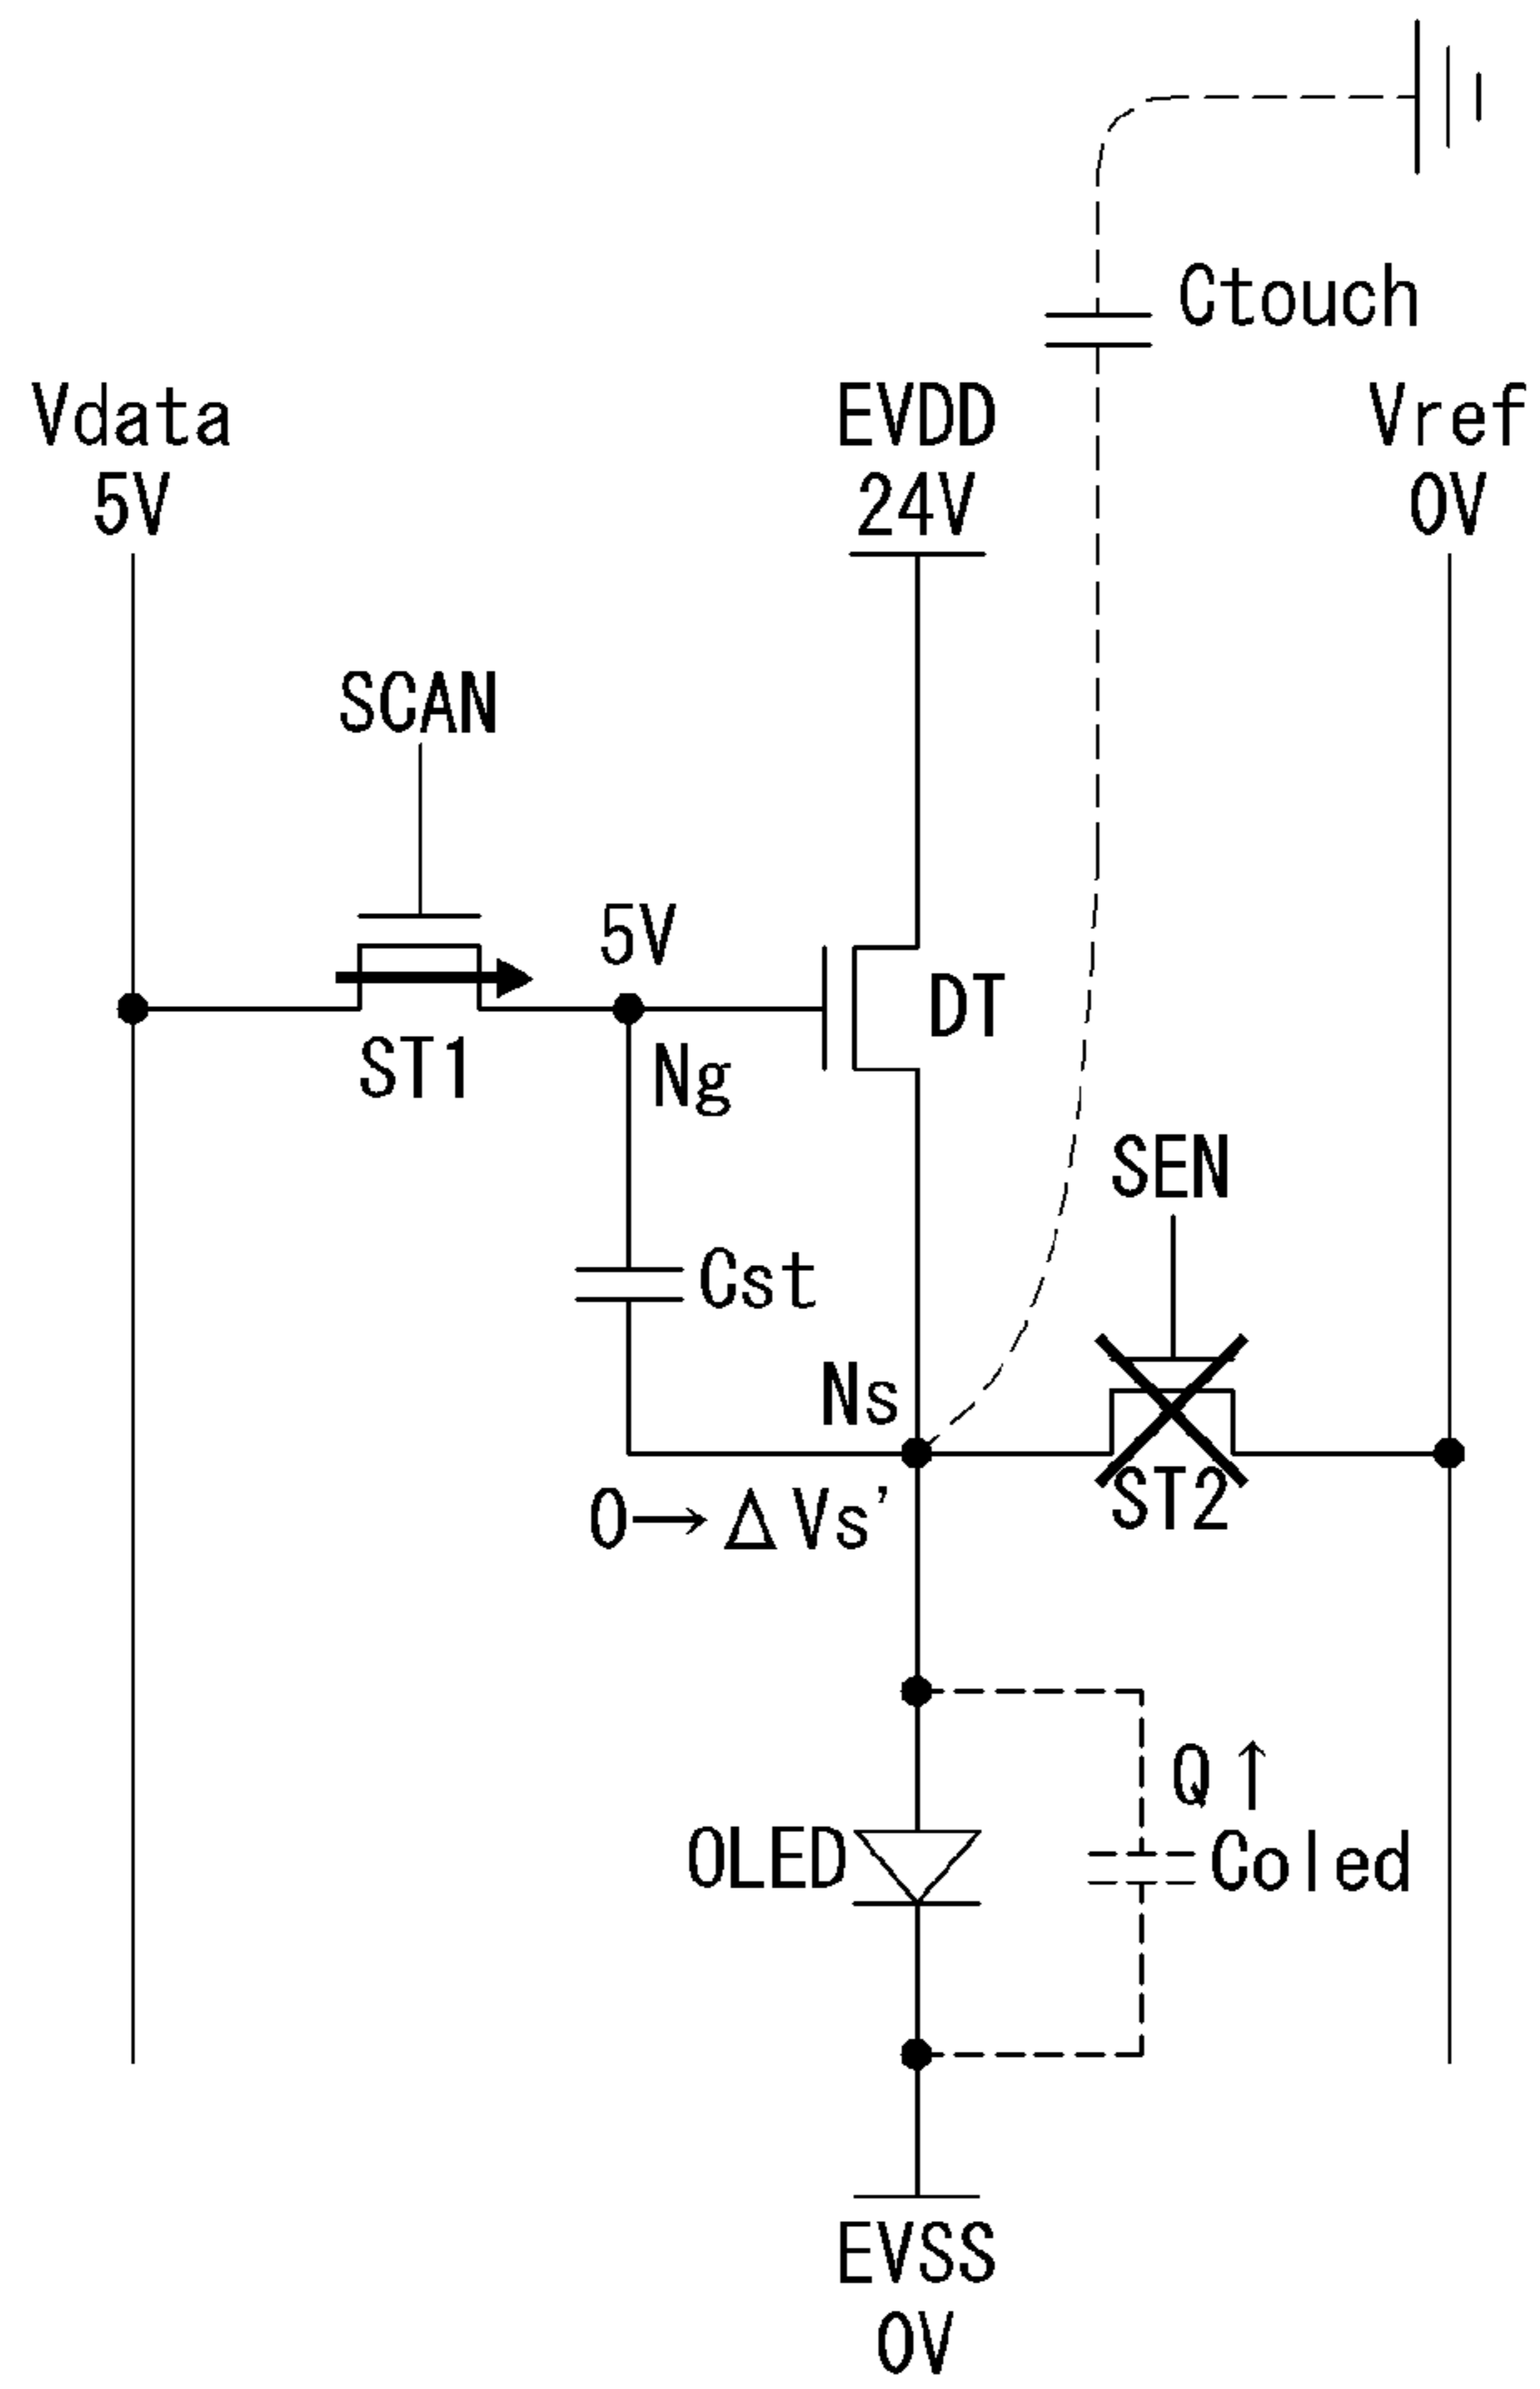 Ctouch
Vdata
5V
EVDD
24V
Vref
0V
SCAN
5V
ST1
Ng
DT
SEN
Cst
Ns
0→ΔVs'
ST2
Q↑
OLED
Coled
EVSS
0V